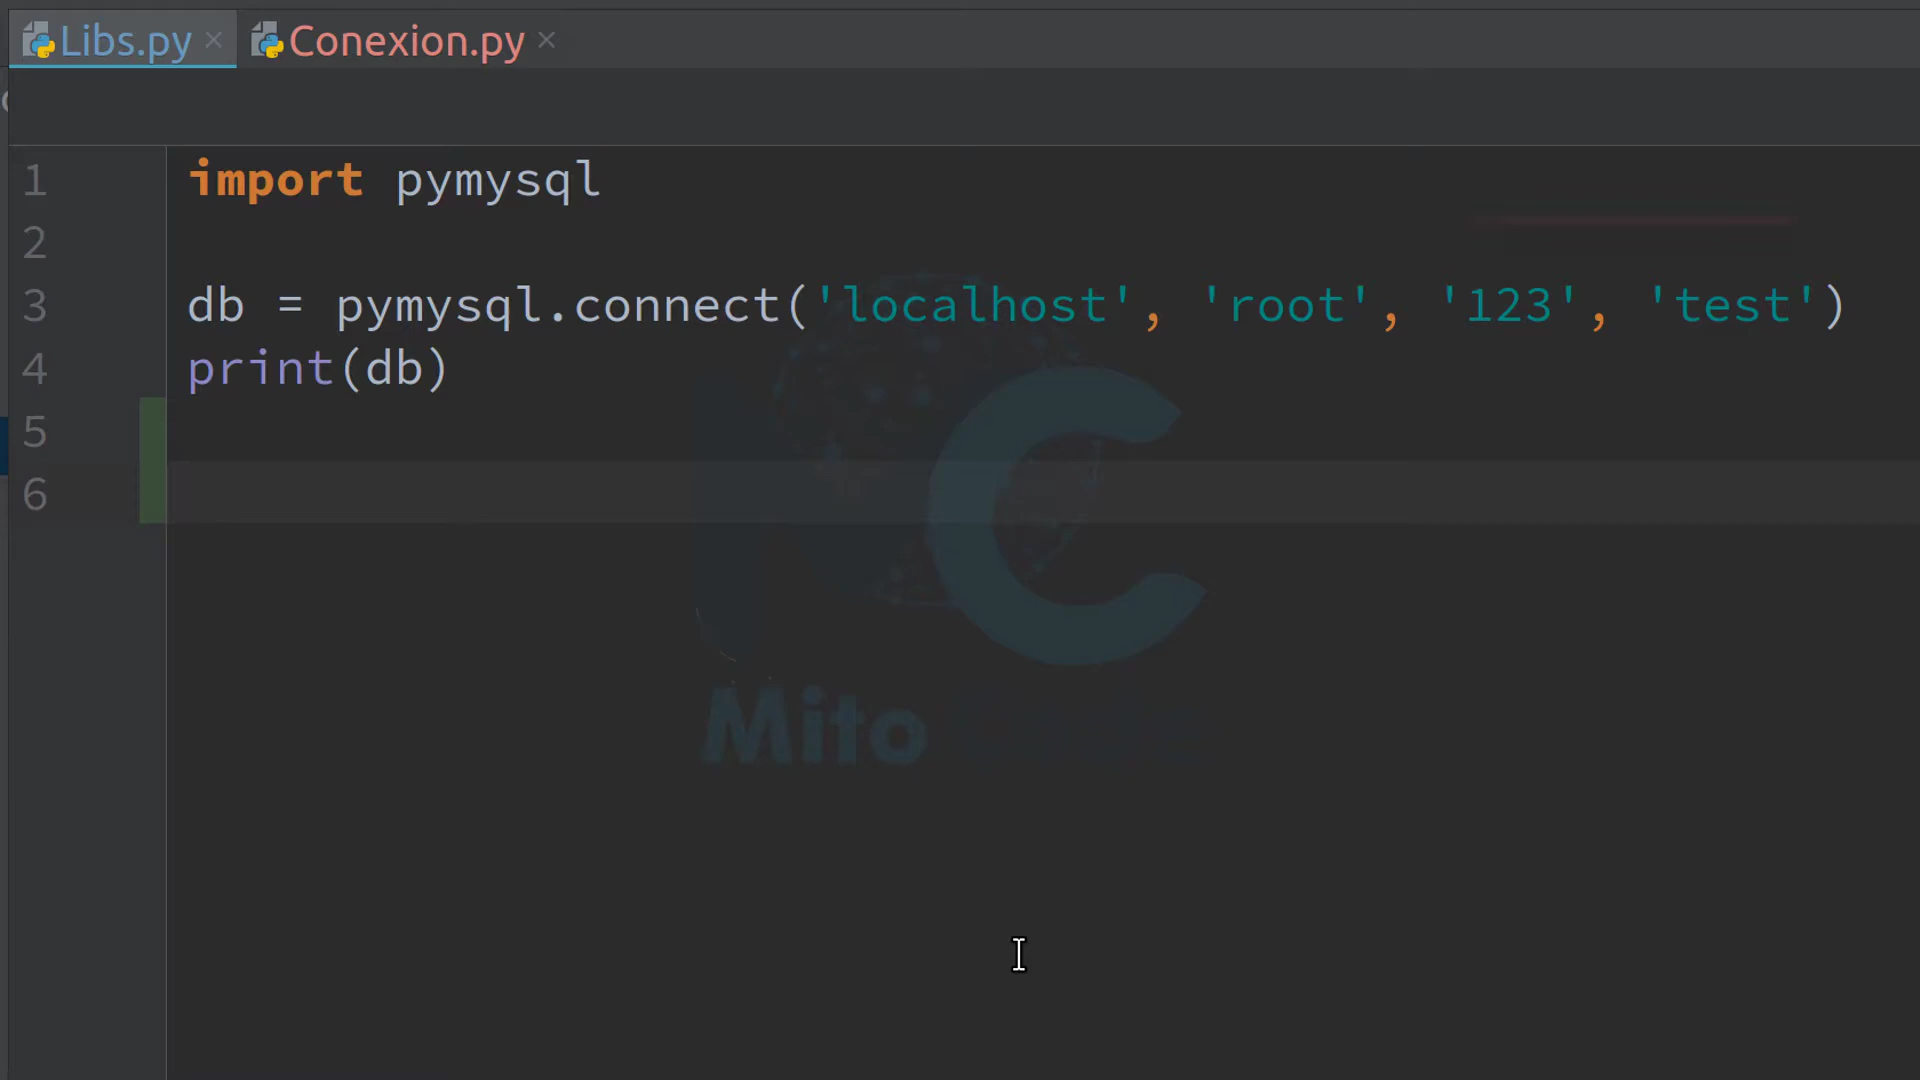 Libs.py Conexion.py
1 import pymysql
2
3 db = pymysql.connect('localhost', 'root', '123', 'test')
4 print(db)
5
6
C
Mito